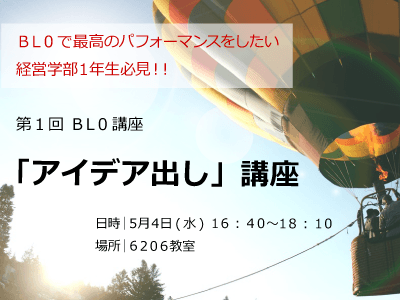 ＢＬ０で最高のパフォーマンスをしたい
経営学部1年生必見！！
第１回 ＢＬ０講座
「アイデア出し」講座
日時｜5月4日(水) 16：40〜18：10
場所｜6206教室